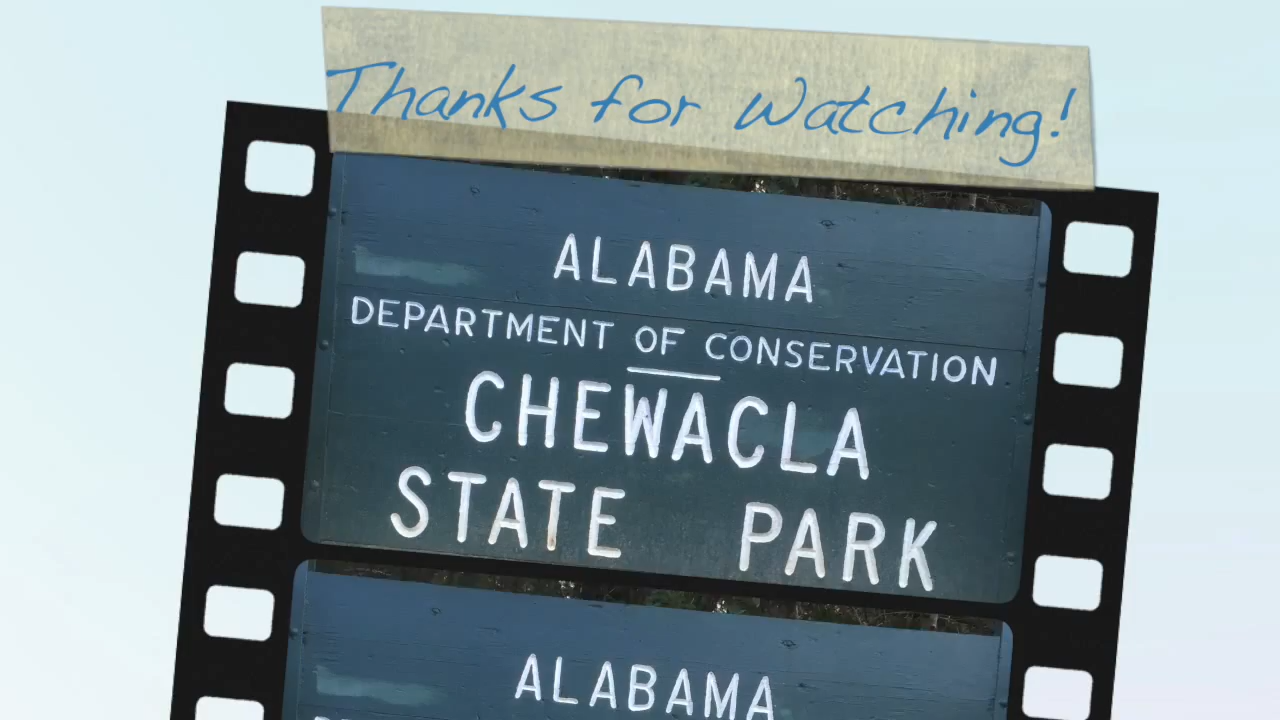 Thanks for Watching!
ALABAMA
DEPARTMENT OF CONSERVATION
CHEWACLA
STATE PARK
ALABAMA